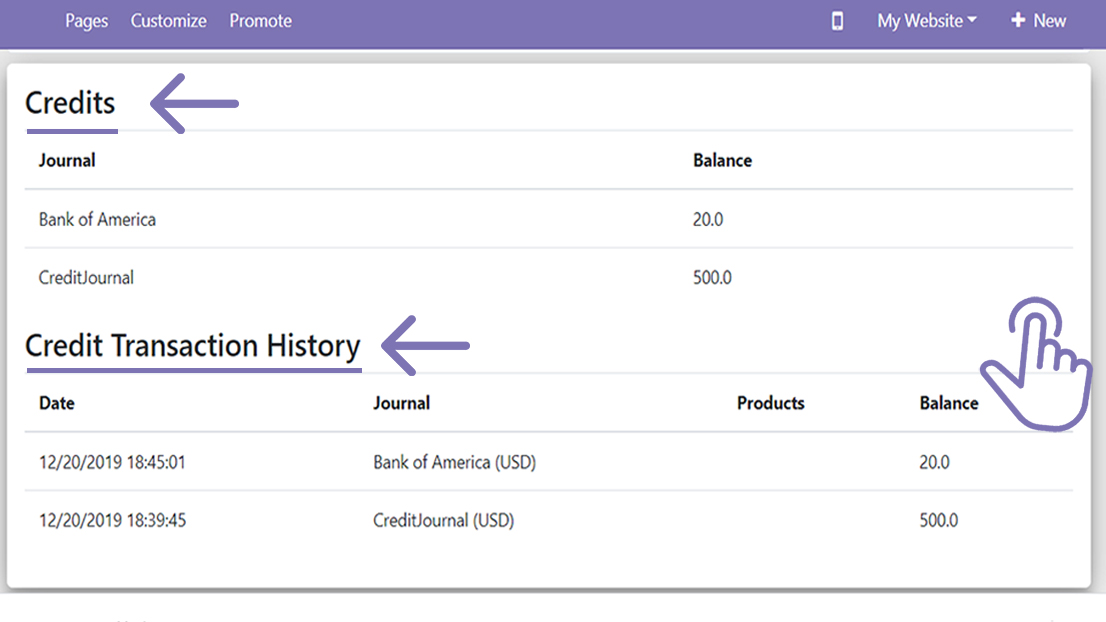 Pages Customize Promote My Website New
Credits
Journal Balance
Bank of America 20.0
CreditJournal 500.0
Credit Transaction History
Date Journal Products Balance
12/20/2019 18:45:01 Bank of America (USD) 20.0
12/20/2019 18:39:45 CreditJournal (USD) 500.0